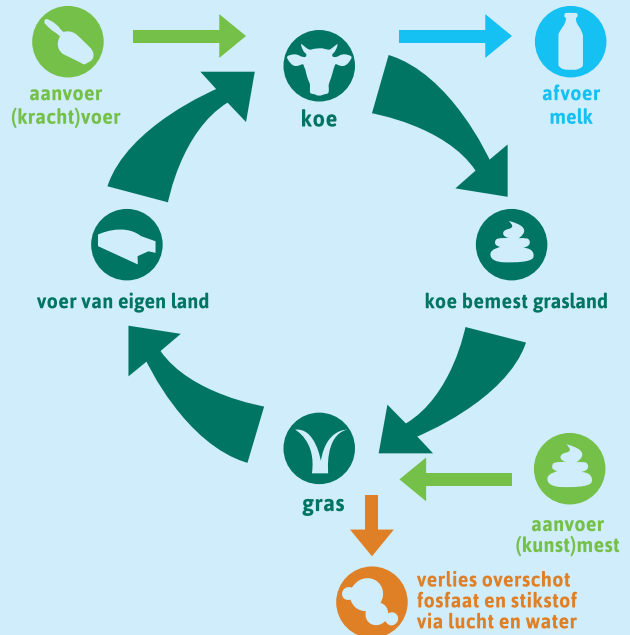 aanvoer
(kracht)voer
koe
afvoer
melk
voer van eigen land
koe bemest grasland
gras
aanvoer
(kunst)mest
verlies overschot
fosfaat en stikstof
via lucht en water